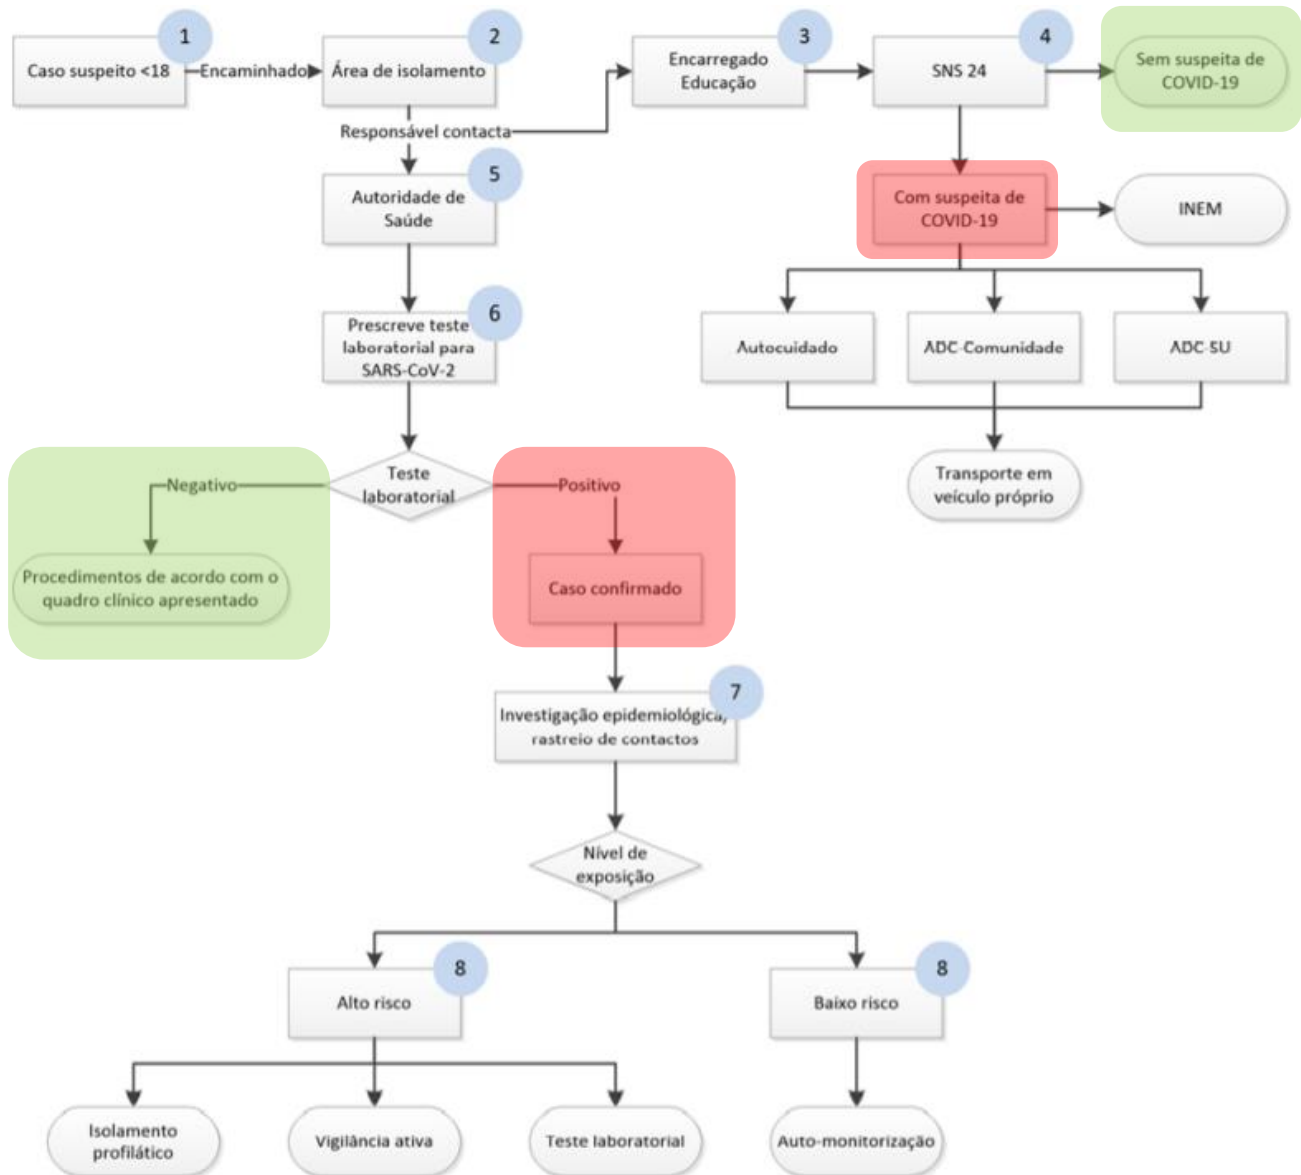 1
Caso suspeito <18
Encaminhado
2
Área de isolamento
3
Encarregado
Educação
4
SNS 24
Sem suspeita de
COVID-19
Responsável contacta
5
Autoridade de
Saúde
Com suspeita de
COVID-19
INEM
6
Prescreve teste
laboratorial para
SARS-CoV-2
Autocuidado
ADC-Comunidade
ADC-SU
Negativo
Teste
laboratorial
Positivo
Transporte em
veículo próprio
Procedimentos de acordo com o
quadro clínico apresentado
Caso confirmado
7
Investigação epidemiológica,
rastreio de contactos
Nível de
exposição
8
Alto risco
8
Baixo risco
Isolamento
profilático
Vigilância ativa
Teste laboratorial
Auto-monitorização